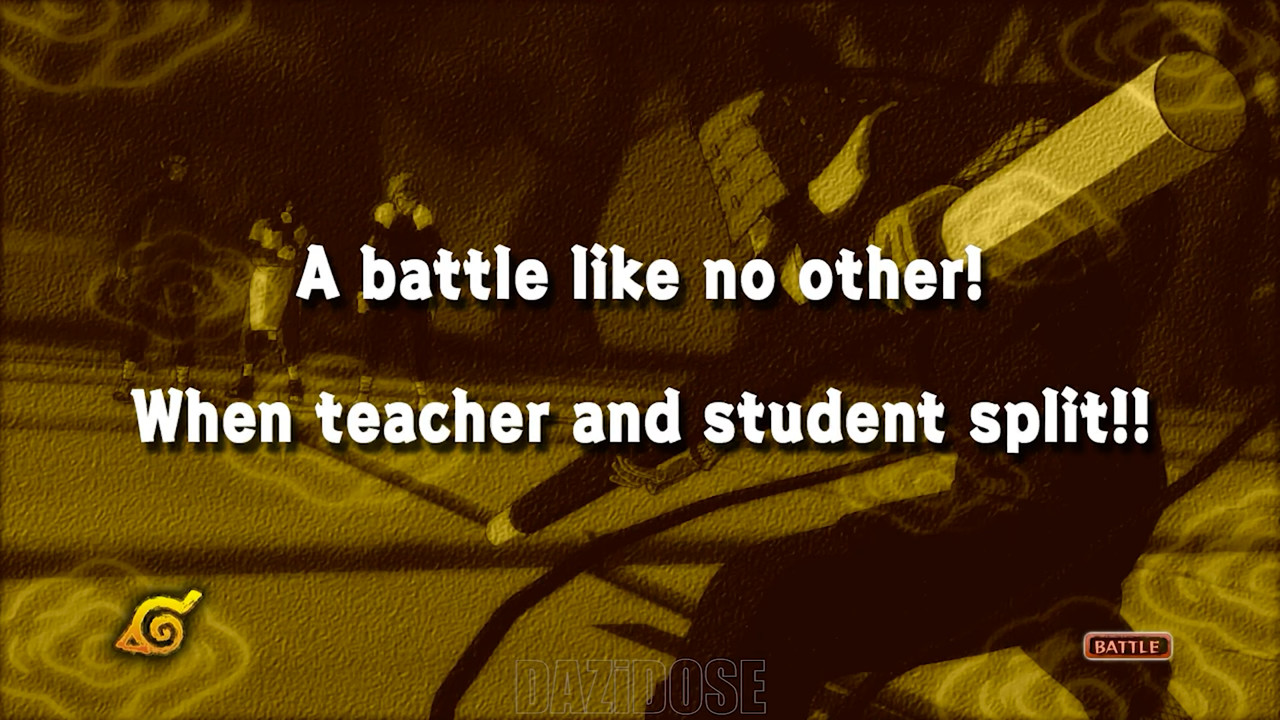 A battle like no other!
When teacher and student split!!
BATTLE
DAZiDOSE